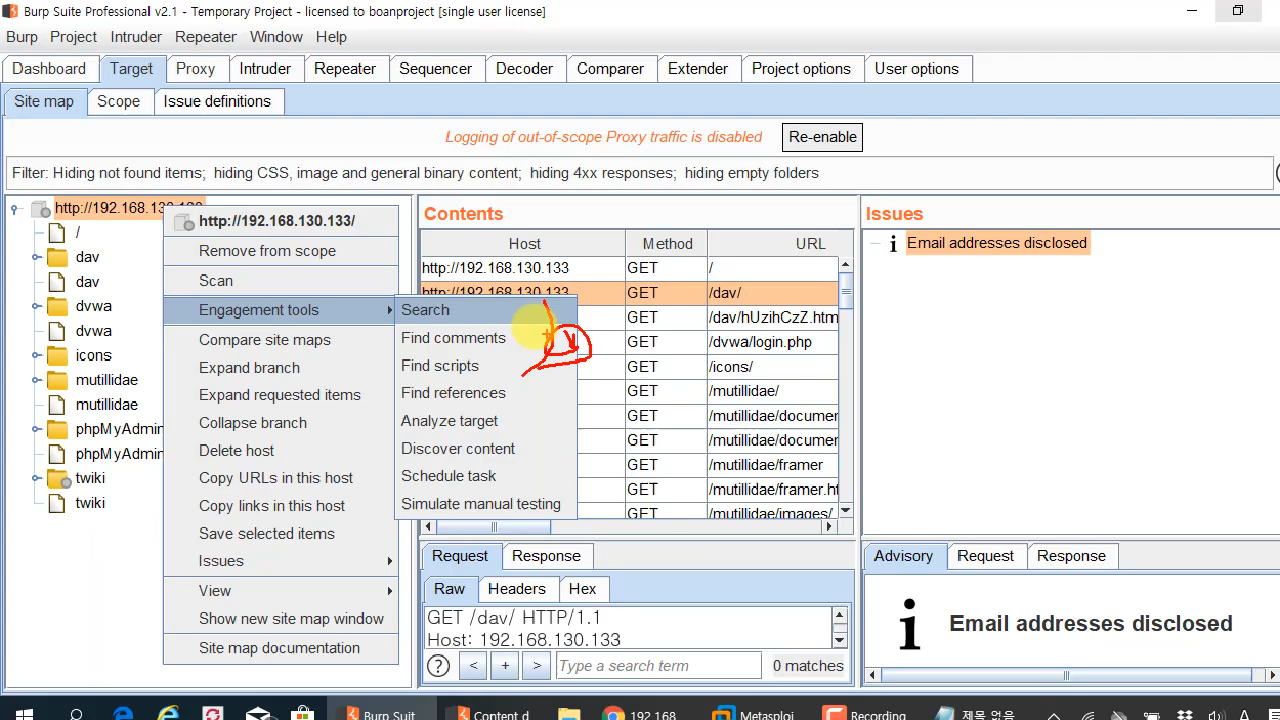 Burp Suite Professional v2.1 - Temporary Project - licensed to boanproject [single user license]
Burp Project Intruder Repeater Window Help
Dashboard Target Proxy Intruder Repeater Sequencer Decoder Comparer Extender Project options User options
Site map Scope Issue definitions
Logging of out-of-scope Proxy traffic is disabled Re-enable
Filter: Hiding not found items; hiding CSS, image and general binary content; hiding 4xx responses; hiding empty folders
http://192.168.130.133
/
dav
dav
dvwa
dvwa
icons
mutillidae
mutillidae
phpMyAdmin
phpMyAdmin
twiki
twiki
http://192.168.130.133/
Remove from scope
Scan
Engagement tools
Compare site maps
Expand branch
Expand requested items
Collapse branch
Delete host
Copy URLs in this host
Copy links in this host
Save selected items
Issues
View
Show new site map window
Site map documentation
Search
Find comments
Find scripts
Find references
Analyze target
Discover content
Schedule task
Simulate manual testing
Contents
Host Method URL
http://192.168.130.133 GET /
http://192.168.130.133 GET /dav/
GET /dav/hUzihCzZ.htm
GET /dvwa/login.php
GET /icons/
GET /mutillidae/
GET /mutillidae/documer
GET /mutillidae/documer
GET /mutillidae/framer
GET /mutillidae/framer.ht
GET /mutillidae/images/
Request Response
Raw Headers Hex
GET /dav/ HTTP/1.1
Host: 192.168.130.133
? < + > Type a search term 0 matches
Issues
Email addresses disclosed
Advisory Request Response
Email addresses disclosed
Burp Suit Content d 192.168 Metasploi Recording 제목 없음 A